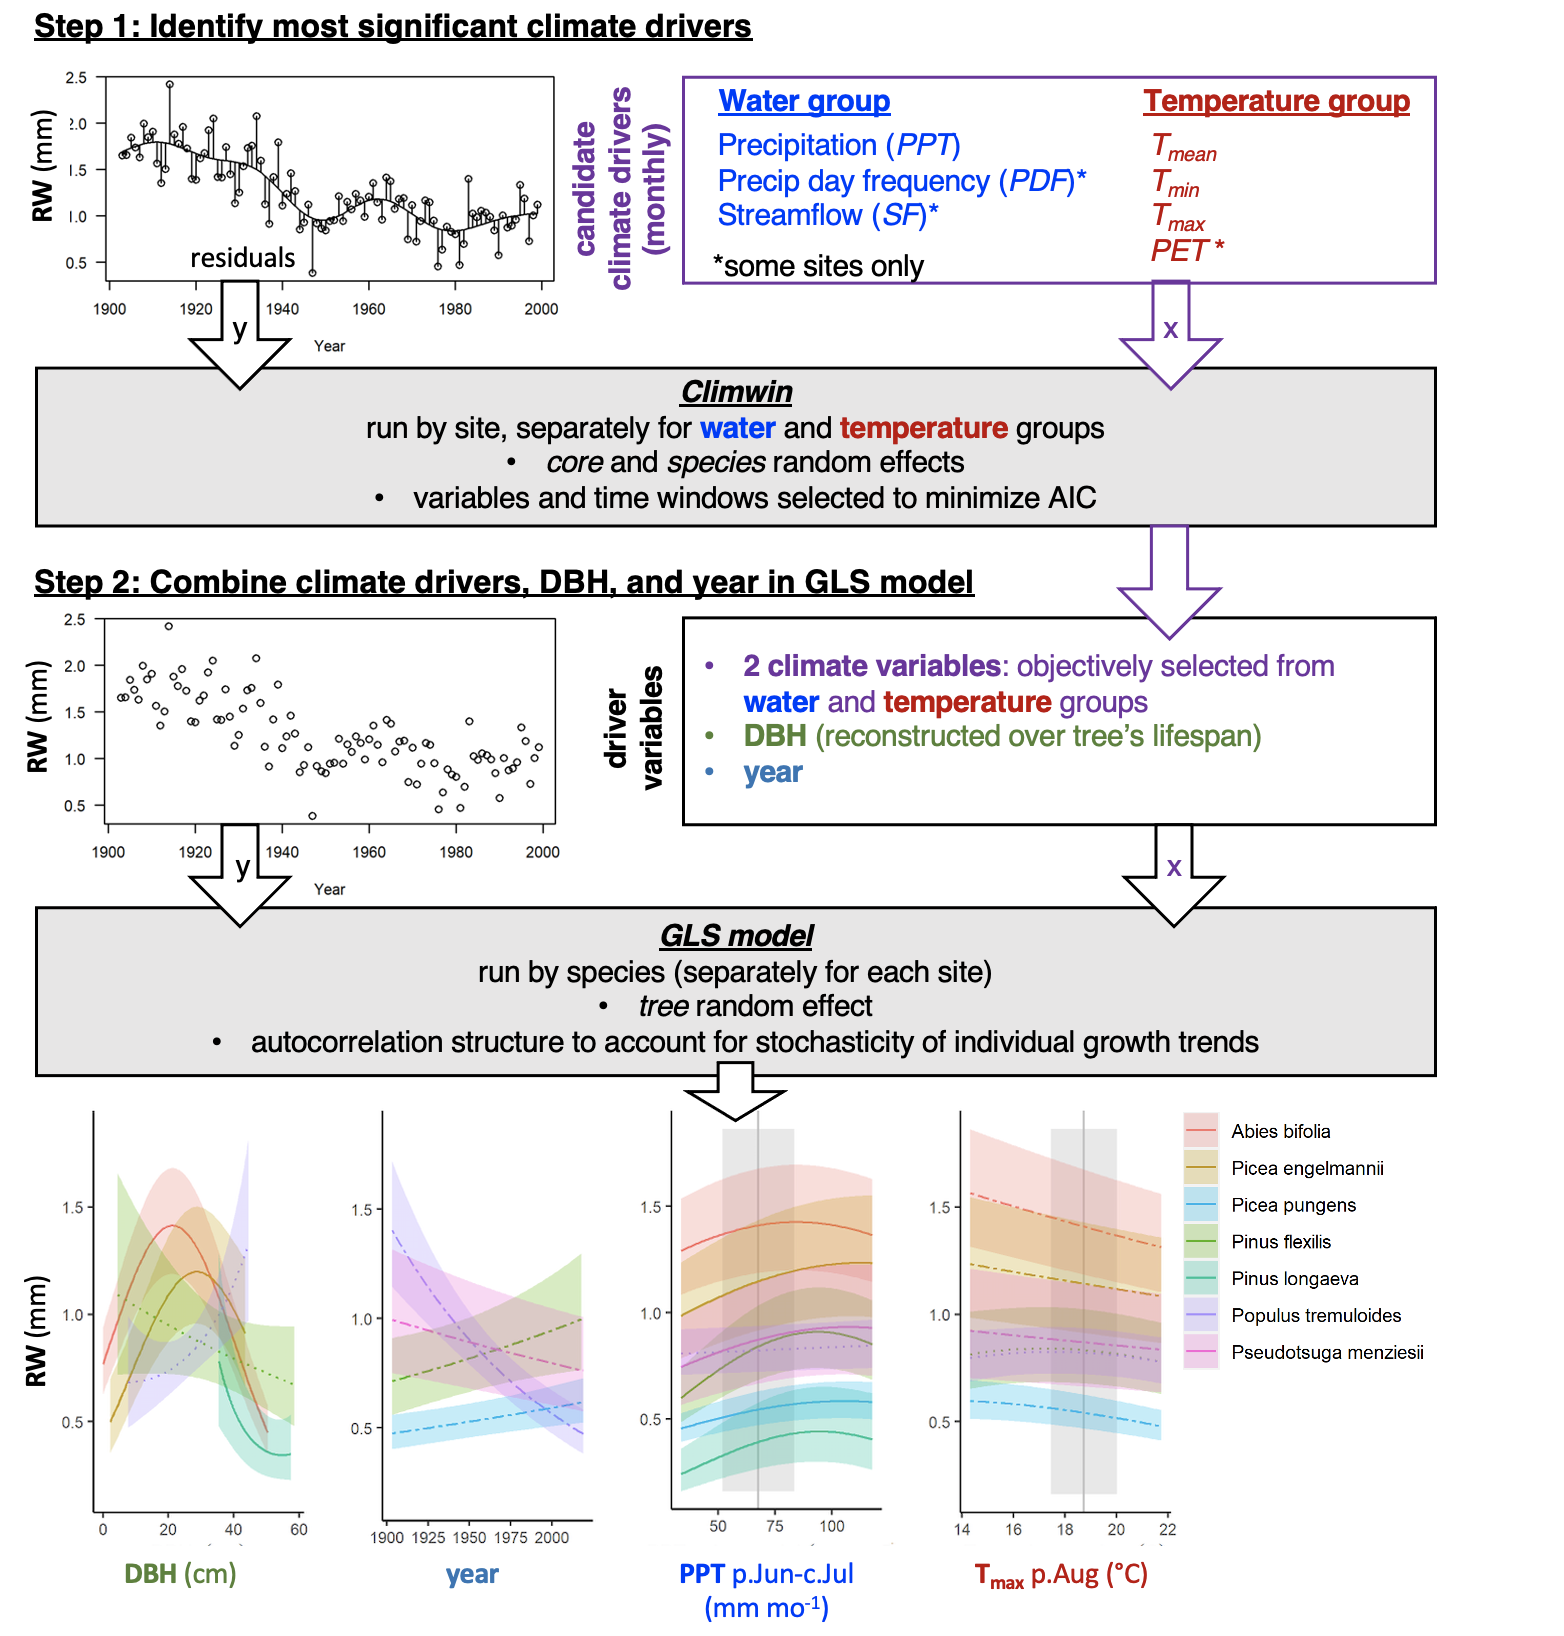 Step 1: Identify most significant climate drivers
RW (mm)
2.5
2.0
1.5
1.0
0.5
residuals
1900 1920 1940 1960 1980 2000
Year
y
candidate
climate drivers
(monthly)
Water group
Precipitation (PPT)
Precip day frequency (PDF)*
Streamflow (SF)*
*some sites only
Temperature group
Tmean
Tmin
Tmax
PET *
x
Climwin
run by site, separately for water and temperature groups
• core and species random effects
• variables and time windows selected to minimize AIC
Step 2: Combine climate drivers, DBH, and year in GLS model
RW (mm)
2.5
2.0
1.5
1.0
0.5
1900 1920 1940 1960 1980 2000
Year
y
driver
variables
• 2 climate variables: objectively selected from
water and temperature groups
• DBH (reconstructed over tree's lifespan)
• year
x
GLS model
run by species (separately for each site)
• tree random effect
• autocorrelation structure to account for stochasticity of individual growth trends
RW (mm)
1.5
1.0
0.5
0 20 40 60
DBH (cm)
1.5
1.0
0.5
1900 1925 1950 1975 2000
year
1.5
1.0
0.5
50 75 100
PPT p.Jun-c.Jul
(mm mo-1)
1.5
1.0
0.5
14 16 18 20 22
Tmax p.Aug (°C)
Abies bifolia
Picea engelmannii
Picea pungens
Pinus flexilis
Pinus longaeva
Populus tremuloides
Pseudotsuga menziesii